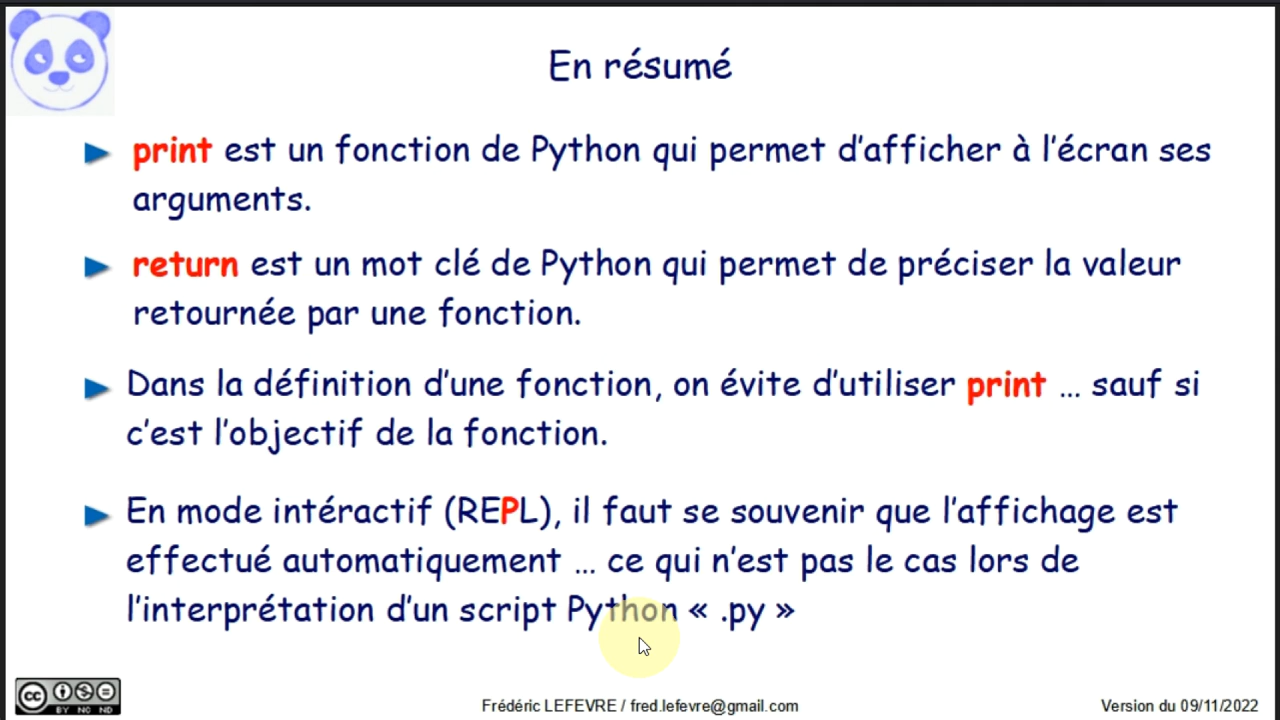 En résumé
print est un fonction de Python qui permet d'afficher à l'écran ses
arguments.
return est un mot clé de Python qui permet de préciser la valeur
retournée par une fonction.
Dans la définition d'une fonction, on évite d'utiliser print ... sauf si
c'est l'objectif de la fonction.
En mode intéractif (REPL), il faut se souvenir que l'affichage est
effectué automatiquement ... ce qui n'est pas le cas lors de
l'interprétation d'un script Python « .py »
cc
BY NC ND
Frédéric LEFEVRE / fred.lefevre@gmail.com
Version du 09/11/2022